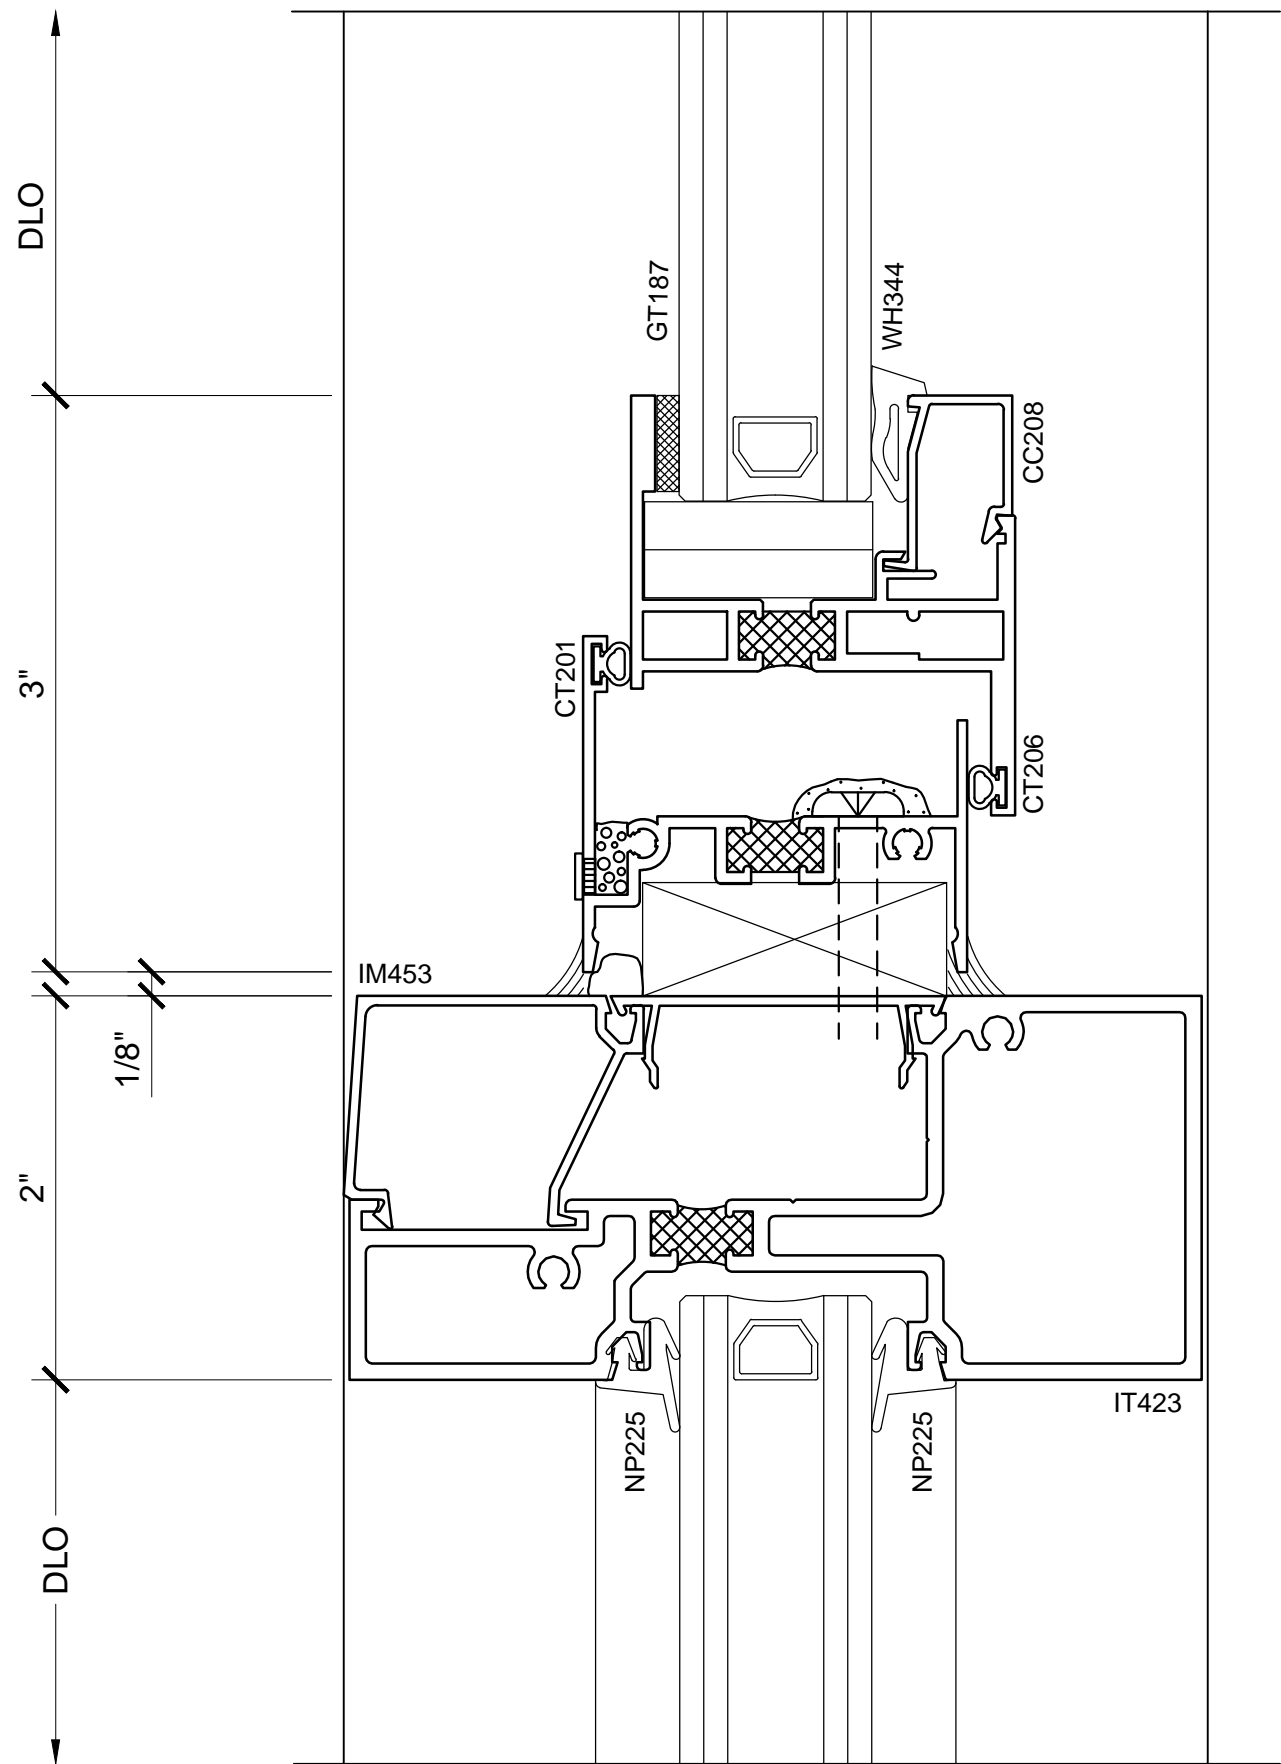 DLO
GT187
WH344
CC208
3"
CT201
CT206
IM453
1/8"
2"
IT423
NP225
NP225
DLO